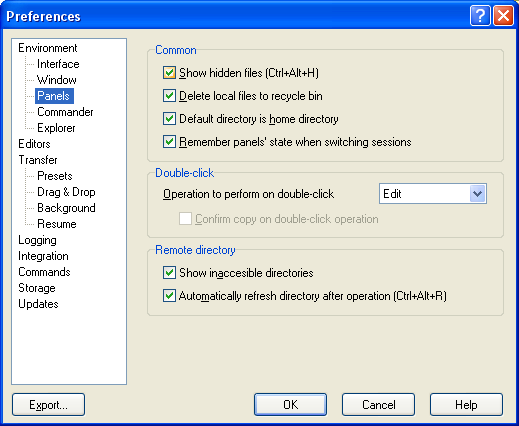 Preferences
Environment
Interface
Window
Panels
Commander
Explorer
Editors
Transfer
Presets
Drag & Drop
Background
Resume
Logging
Integration
Commands
Storage
Updates
Common
Show hidden files (Ctrl+Alt+H)
Delete local files to recycle bin
Default directory is home directory
Remember panels' state when switching sessions
Double-click
Operation to perform on double-click Edit
Confirm copy on double-click operation
Remote directory
Show inaccesible directories
Automatically refresh directory after operation (Ctrl+Alt+R)
Export... OK Cancel Help